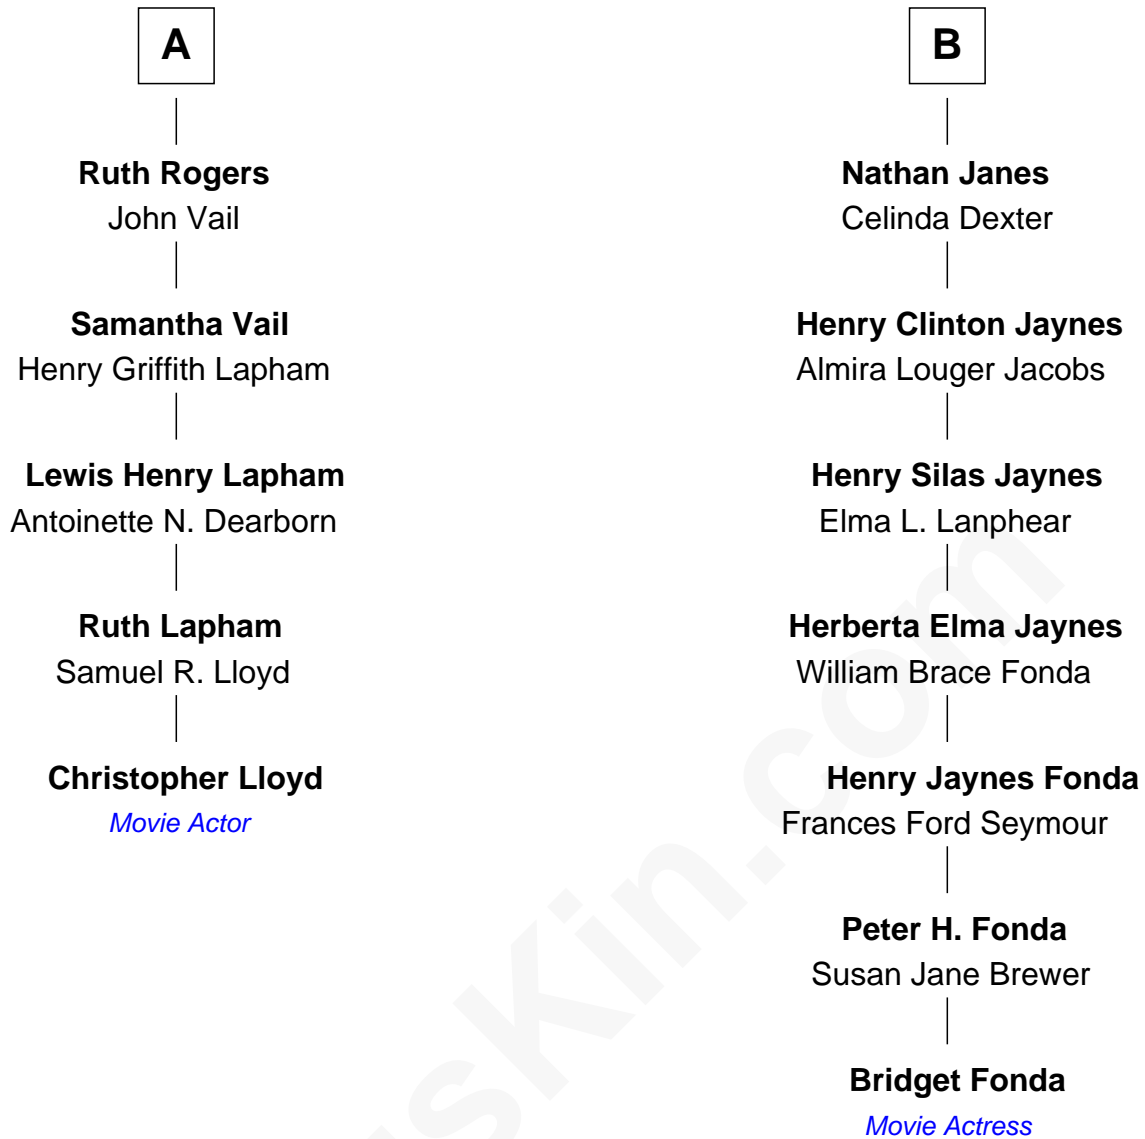 A
Ruth Rogers
John Vail
Samantha Vail
Henry Griffith Lapham
Lewis Henry Lapham
Antoinette N. Dearborn
Ruth Lapham
Samuel R. Lloyd
Christopher Lloyd
Movie Actor
B
Nathan Janes
Celinda Dexter
Henry Clinton Jaynes
Almira Louger Jacobs
Henry Silas Jaynes
Elma L. Lanphear
Herberta Elma Jaynes
William Brace Fonda
Henry Jaynes Fonda
Frances Ford Seymour
Peter H. Fonda
Susan Jane Brewer
Bridget Fonda
Movie Actress
sKin.com